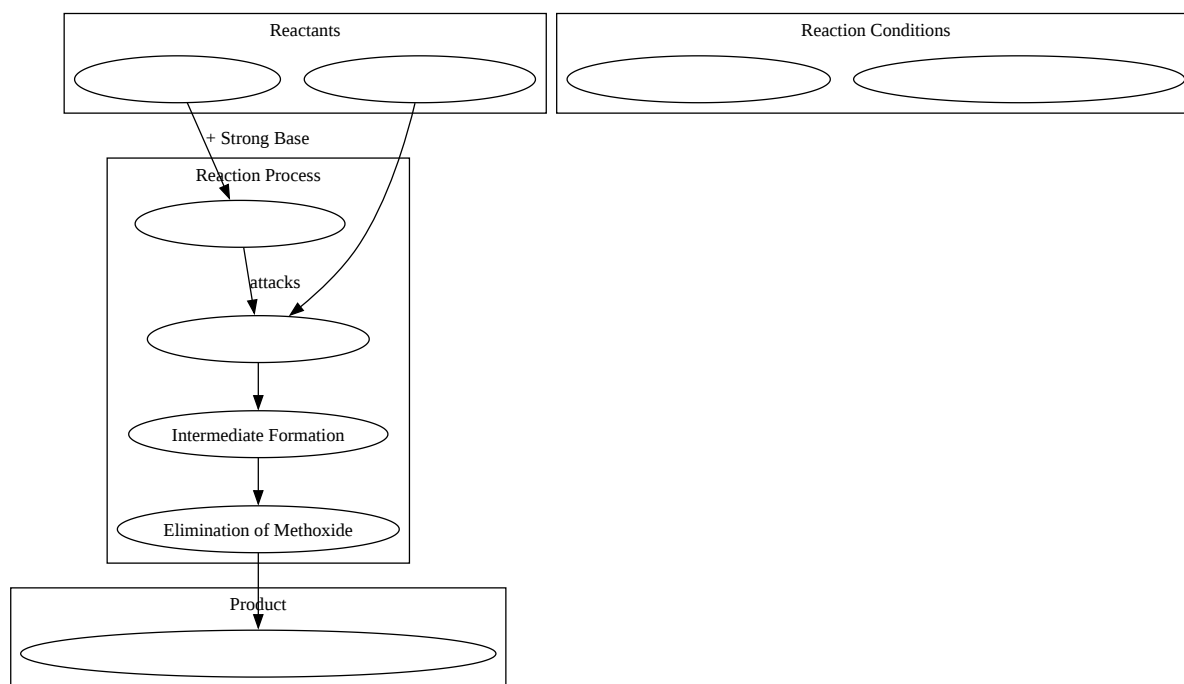 Reactants
Reaction Conditions
+ Strong Base
Reaction Process
attacks
Intermediate Formation
Elimination of Methoxide
Product